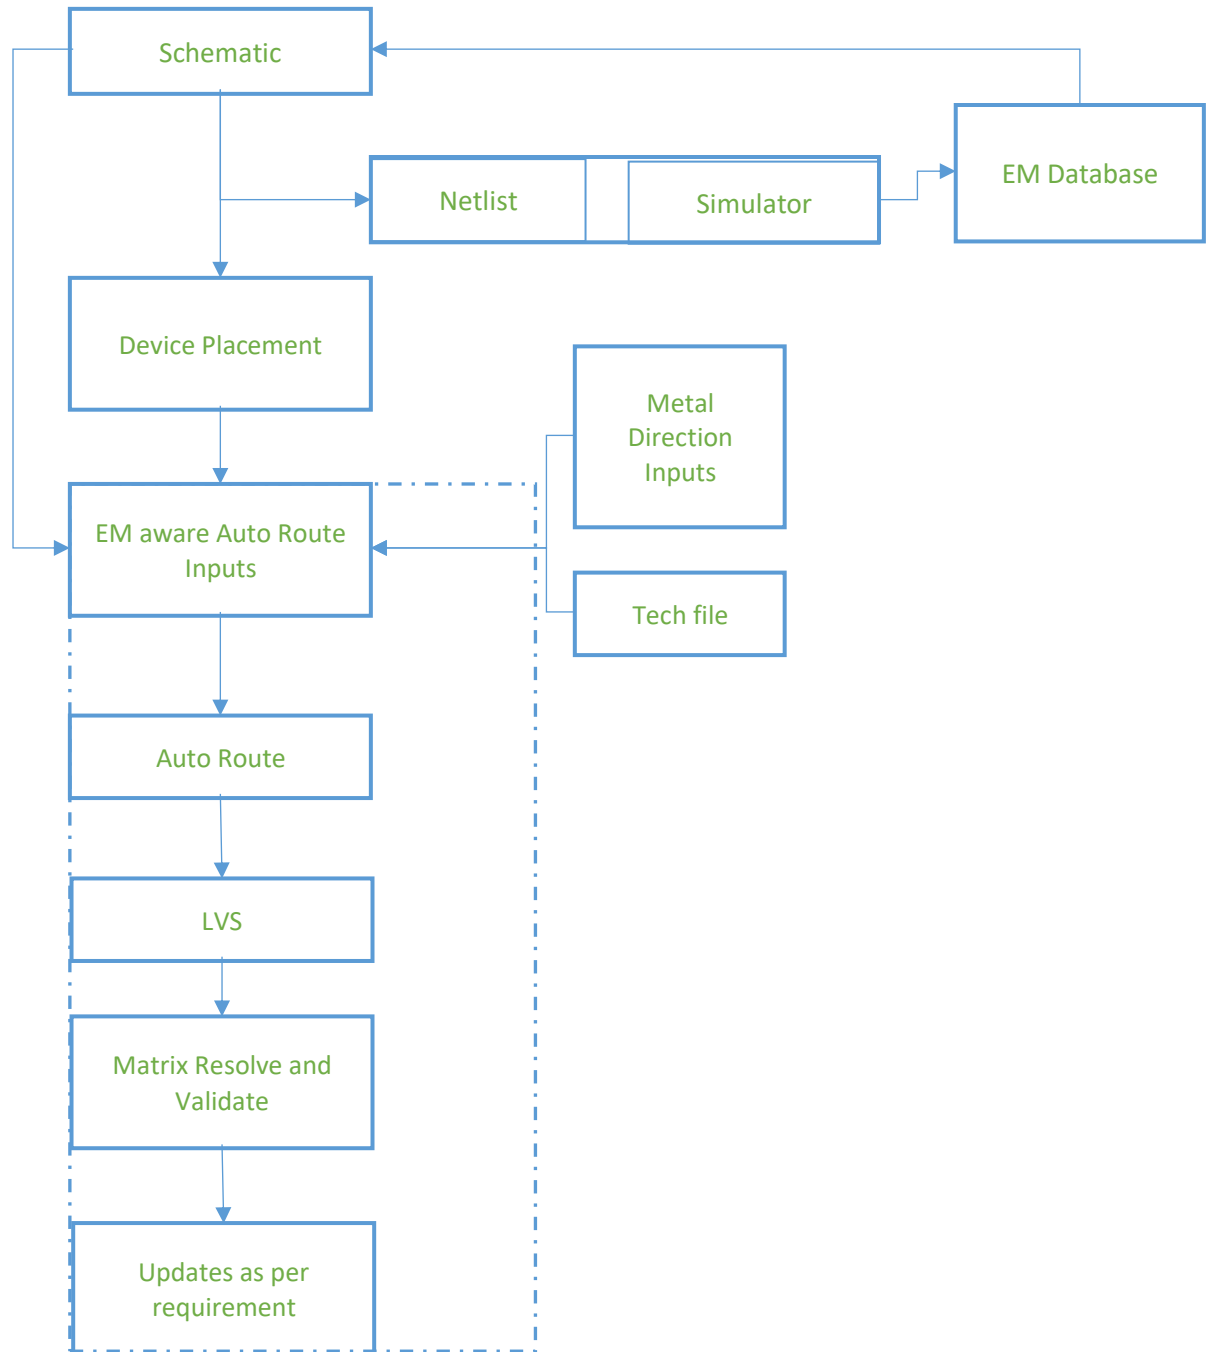 Schematic
EM Database
Netlist
Simulator
Device Placement
Metal
Direction
Inputs
EM aware Auto Route
Inputs
Tech file
Auto Route
LVS
Matrix Resolve and
Validate
Updates as per
requirement